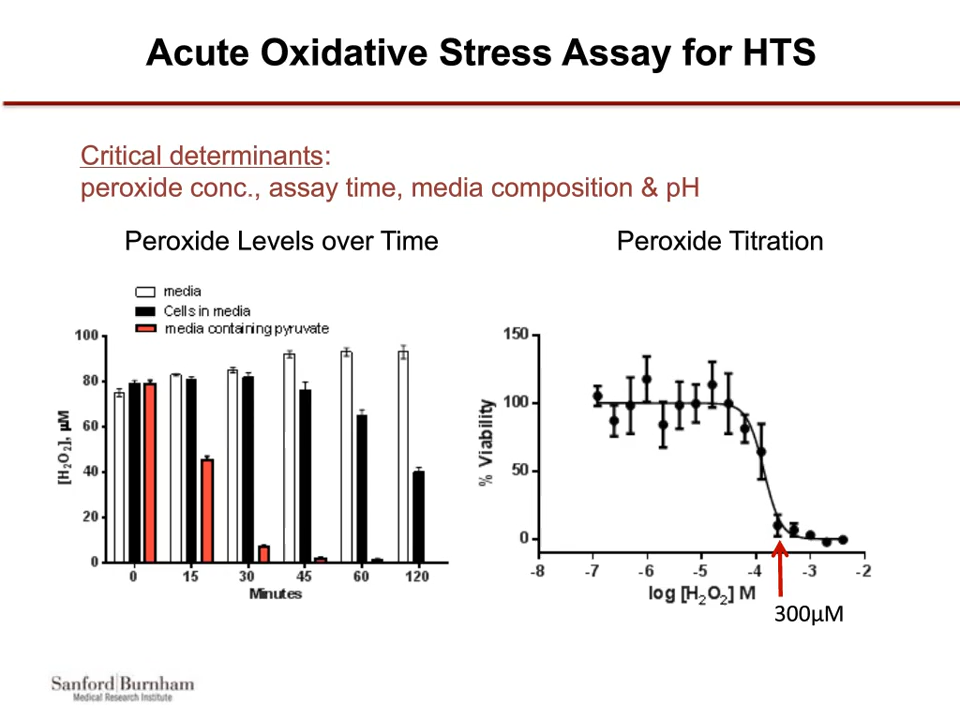 Acute Oxidative Stress Assay for HTS
Critical determinants:
peroxide conc., assay time, media composition & pH
Peroxide Levels over Time
media
Cells in media
media containing pyruvate
[H₂O₂], µM
100
80
60
40
20
0
0 15 30 45 60 120
Minutes
Peroxide Titration
% Viability
150
100
50
0
-8 -7 -6 -5 -4 -3 -2
log [H₂O₂] M
300µM
Sanford|Burnham
Medical Research Institute